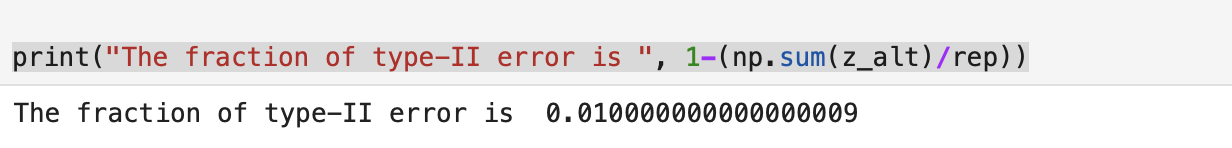 print("The fraction of type-II error is ", 1-(np.sum(z_alt)/rep))
The fraction of type-II error is  0.010000000000000009